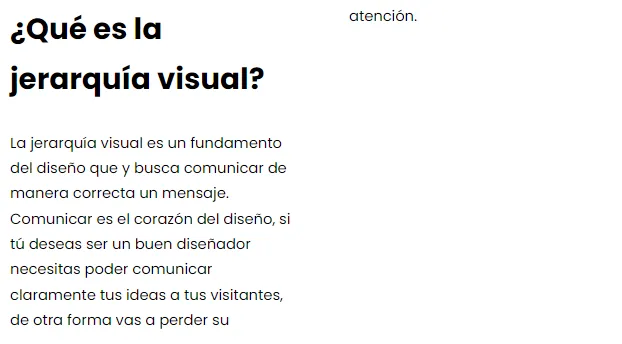 ¿Qué es la
jerarquía visual?
La jerarquía visual es un fundamento
del diseño que y busca comunicar de
manera correcta un mensaje.
Comunicar es el corazón del diseño, si
tú deseas ser un buen diseñador
necesitas poder comunicar
claramente tus ideas a tus visitantes,
de otra forma vas a perder su
atención.